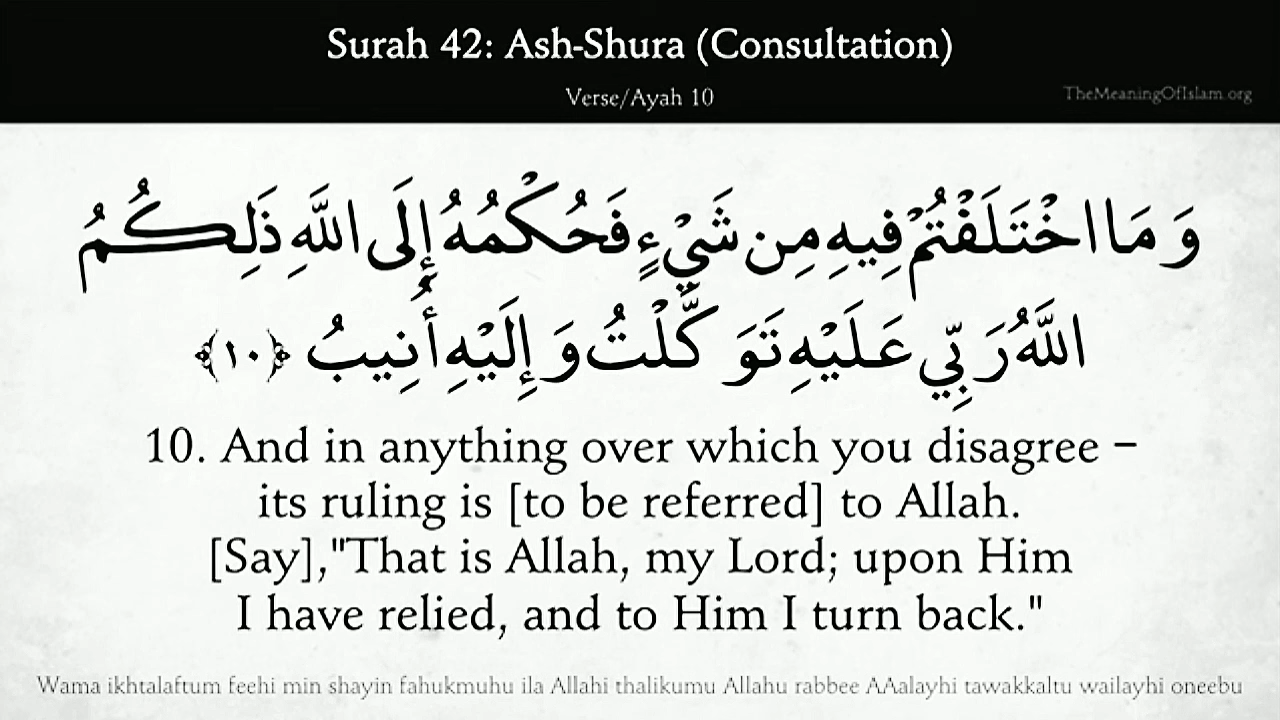 Surah 42: Ash-Shura (Consultation)
Verse/Ayah 10
TheMeaningOfIslam.org
وَمَا اخْتَلَفْتُمْ فِيهِ مِن شَيْءٍ فَحُكْمُهُ إِلَى اللَّهِ ذَلِكُمُ
اللَّهُ رَبِّي عَلَيْهِ تَوَكَّلْتُ وَإِلَيْهِ أُنِيبُ ﴿١٠﴾
10. And in anything over which you disagree –
its ruling is [to be referred] to Allah.
[Say],"That is Allah, my Lord; upon Him
I have relied, and to Him I turn back."
Wama ikhtalaftum feehi min shayin fahukmuhu ila Allahi thalikumu Allahu rabbee AAalayhi tawakkaltu wailayhi oneebu